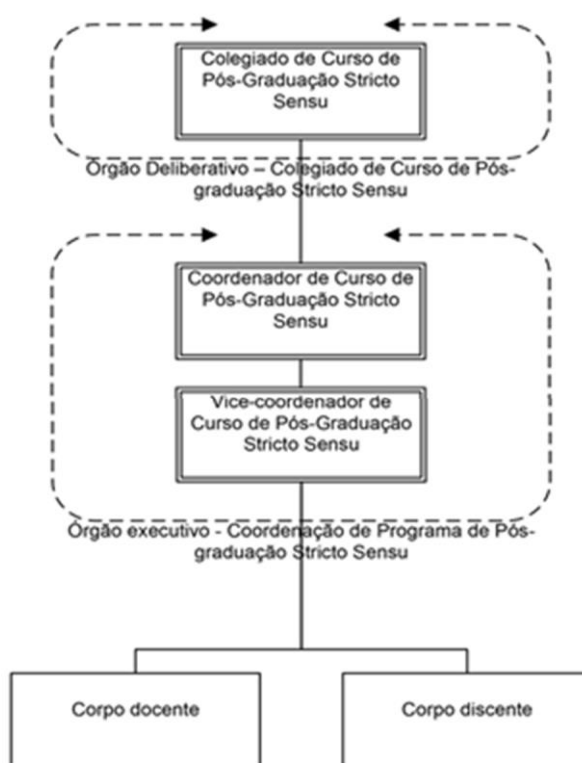 Colegiado de Curso de
Pós-Graduação Stricto
Sensu
Órgão Deliberativo – Colegiado de Curso de Pós-
graduação Stricto Sensu
Coordenador de Curso de
Pós-Graduação Stricto
Sensu
Vice-coordenador de
Curso de Pós-Graduação
Stricto Sensu
Órgão executivo - Coordenação de Programa de Pós-
graduação Stricto Sensu
Corpo docente
Corpo discente